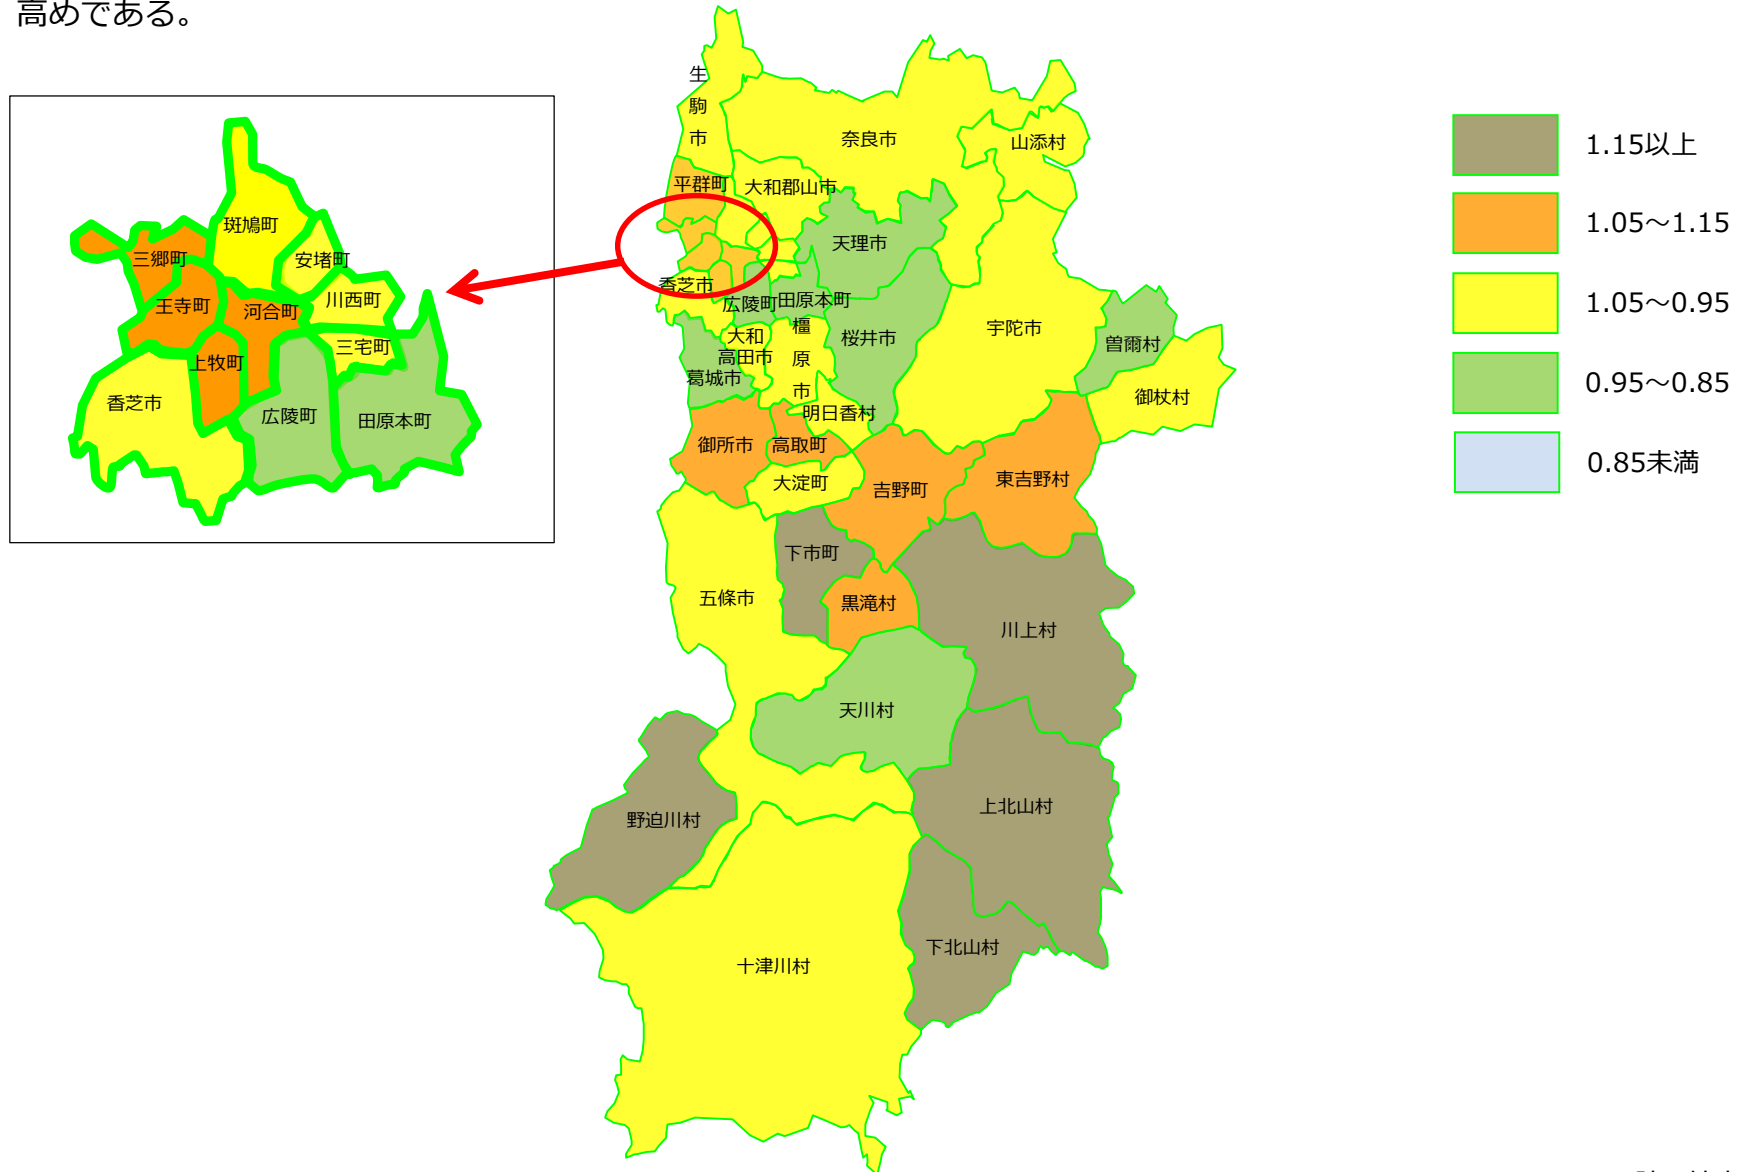 高めである。
生
駒
市
奈良市
山添村
平群町
大和郡山市
天理市
香芝市
広陵町
田原本町
橿
原
市
大和
高田市
葛城市
桜井市
宇陀市
曽爾村
御杖村
明日香村
御所市
高取町
大淀町
吉野町
東吉野村
下市町
五條市
黒滝村
川上村
天川村
上北山村
野迫川村
下北山村
十津川村
斑鳩町
三郷町
安堵町
王寺町
河合町
川西町
三宅町
上牧町
香芝市
広陵町
田原本町
1.15以上
1.05～1.15
1.05～0.95
0.95～0.85
0.85未満